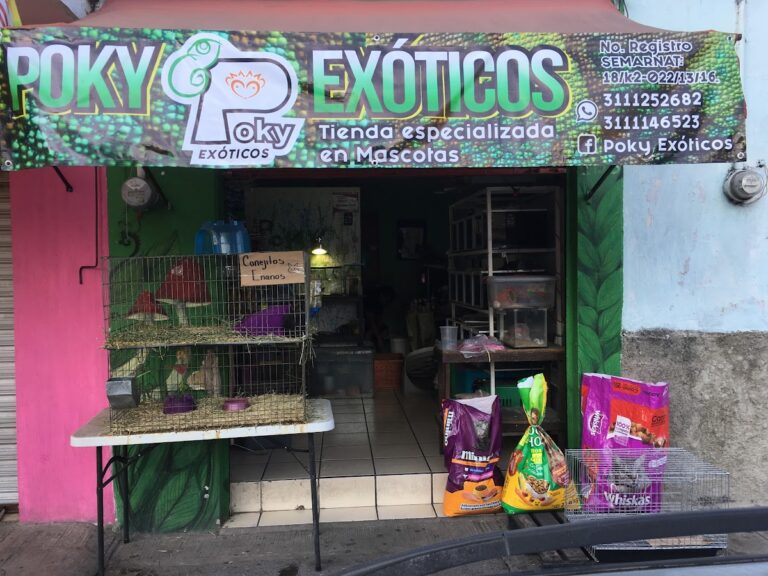 POKY EXÓTICOS
Poky
EXÓTICOS
Tienda especializada
en Mascotas
No. Registro
SEMARNAT:
18/k2-022/13/16.
3111252682
3111146523
Poky Exóticos
Conejitos
Enanos
Whiskas
Whiskas